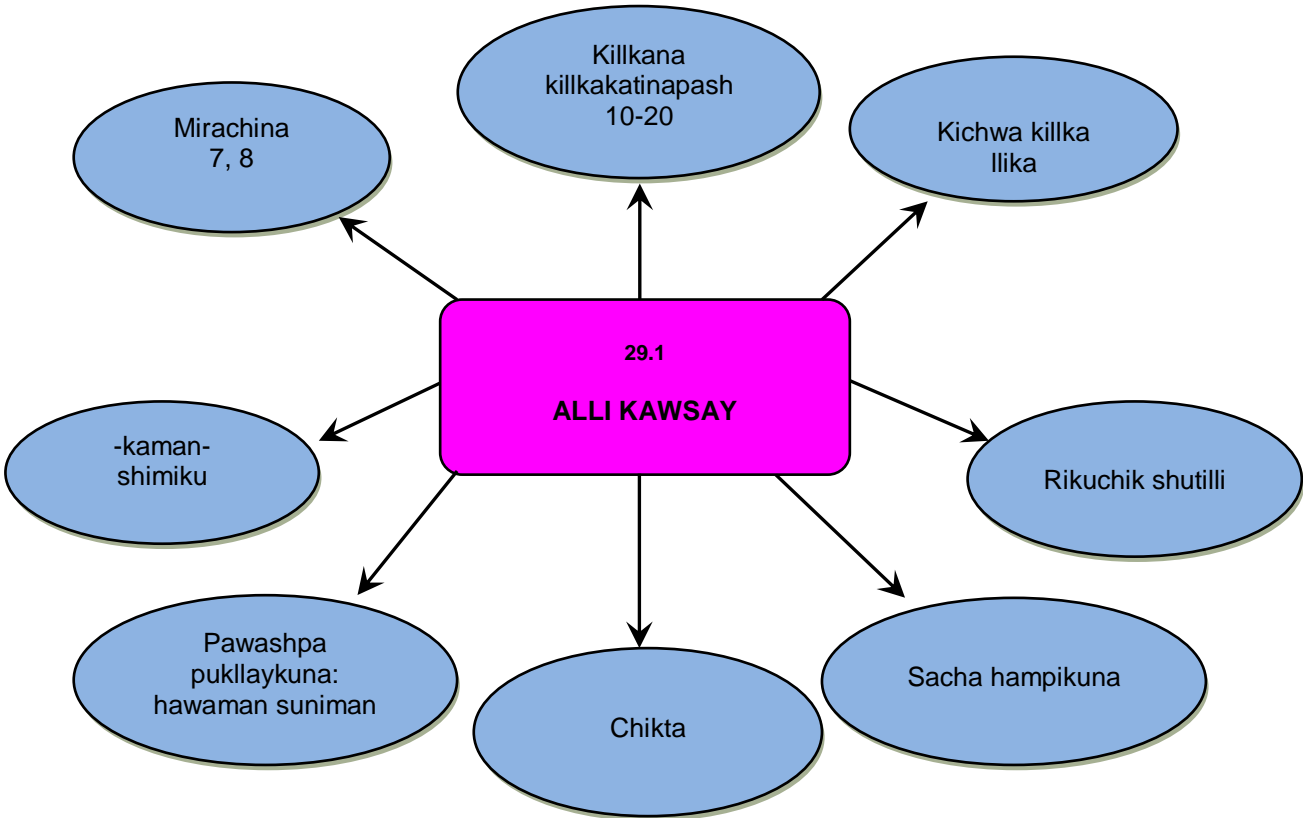 Killkana
killkakatinapash
10-20
Mirachina
7, 8
Kichwa killka
llika
29.1
ALLI KAWSAY
-kaman-
shimiku
Rikuchik shutilli
Pawashpa
pukllaykuna:
hawaman suniman
Sacha hampikuna
Chikta